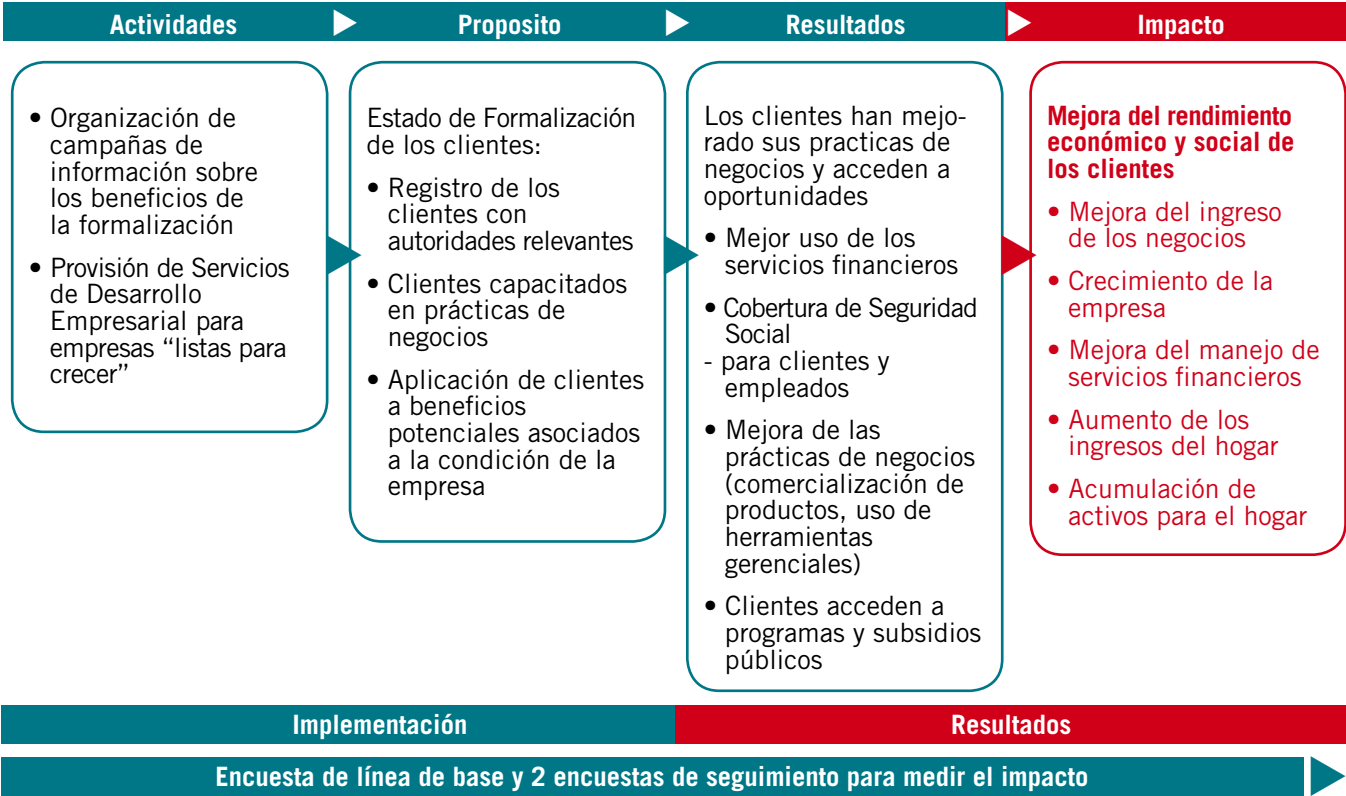 Actividades
Proposito
Resultados
Impacto
• Organización de
campañas de
información sobre
los beneficios de
la formalización
• Provisión de Servicios
de Desarrollo
Empresarial para
empresas “listas para
crecer”
Estado de Formalización
de los clientes:
• Registro de los
clientes con
autoridades relevantes
• Clientes capacitados
en prácticas de
negocios
• Aplicación de clientes
a beneficios
potenciales asociados
a la condición de la
empresa
Los clientes han mejo-
rado sus practicas de
negocios y acceden a
oportunidades
• Mejor uso de los
servicios financieros
• Cobertura de Seguridad
Social
- para clientes y
empleados
• Mejora de las
prácticas de negocios
(comercialización de
productos, uso de
herramientas
gerenciales)
• Clientes acceden a
programas y subsidios
públicos
Mejora del rendimiento
económico y social de
los clientes
• Mejora del ingreso
de los negocios
• Crecimiento de la
empresa
• Mejora del manejo de
servicios financieros
• Aumento de los
ingresos del hogar
• Acumulación de
activos para el hogar
Implementación
Resultados
Encuesta de línea de base y 2 encuestas de seguimiento para medir el impacto